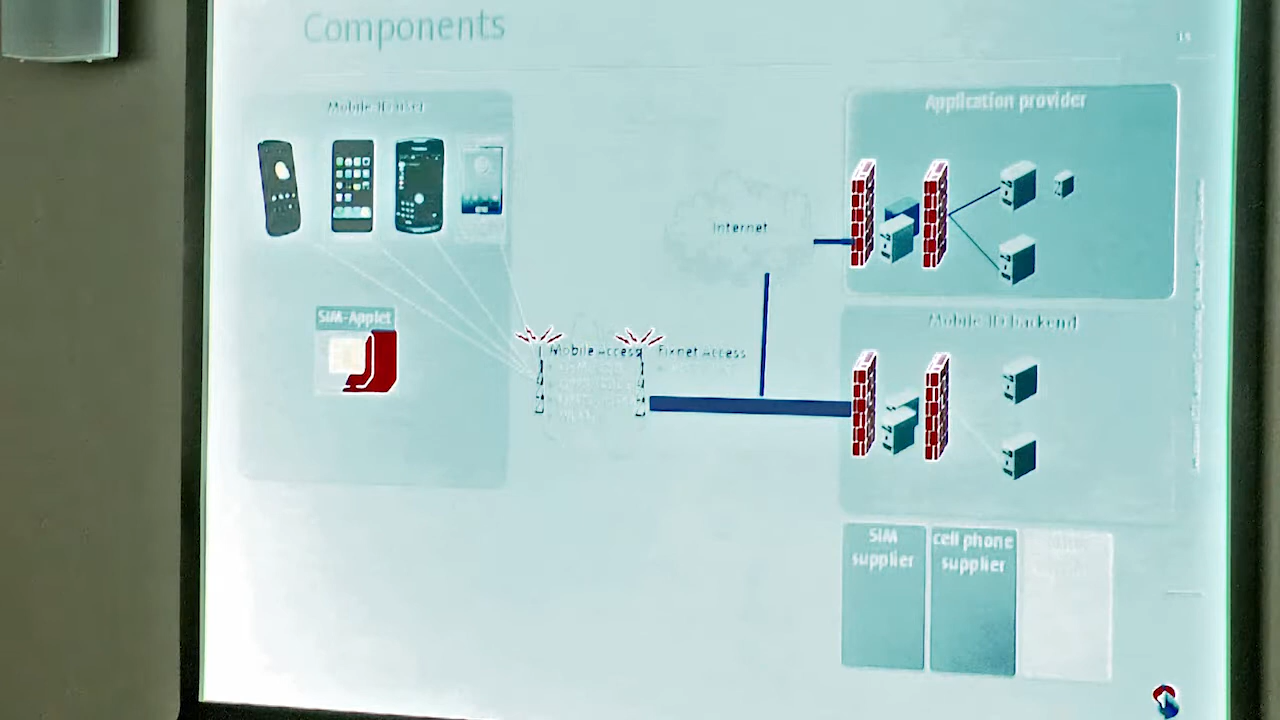 Components
15
Mobile ID user
Application provider
Internet
SIM-Applet
Mobile Access
Fixnet Access
Mobile ID backend
SIM
supplier
cell phone
supplier